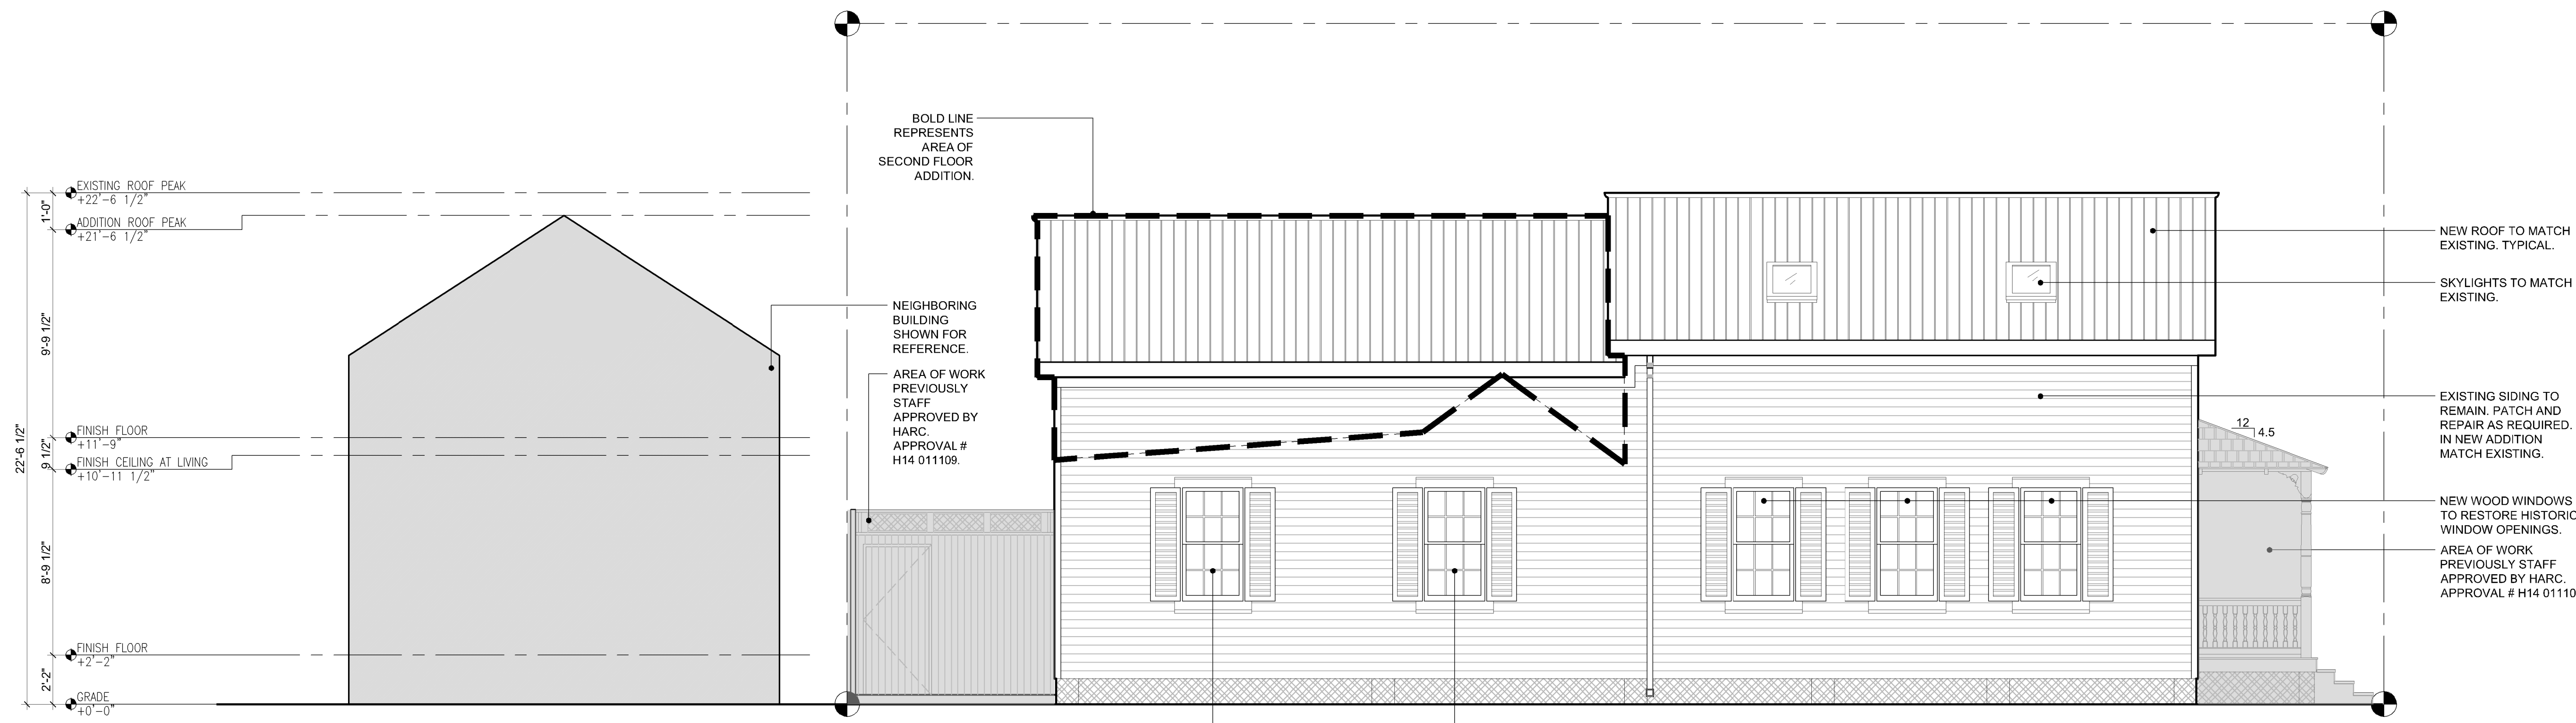 EXISTING ROOF PEAK
+22'-6 1/2"
ADDITION ROOF PEAK
+21'-6 1/2"
FINISH FLOOR
+11'-9"
FINISH CEILING AT LIVING
+10'-11 1/2"
FINISH FLOOR
+2'-2"
GRADE
+0'-0"
22'-6 1/2"
1'-0"
9'-9 1/2"
9 1/2"
8'-9 1/2"
2'-2"
BOLD LINE
REPRESENTS
AREA OF
SECOND FLOOR
ADDITION.
NEIGHBORING
BUILDING
SHOWN FOR
REFERENCE.
AREA OF WORK
PREVIOUSLY
STAFF
APPROVED BY
HARC.
APPROVAL #
H14 011109.
12
4.5
NEW ROOF TO MATCH
EXISTING. TYPICAL.
SKYLIGHTS TO MATCH
EXISTING.
EXISTING SIDING TO
REMAIN. PATCH AND
REPAIR AS REQUIRED.
IN NEW ADDITION
MATCH EXISTING.
NEW WOOD WINDOWS
TO RESTORE HISTORIC
WINDOW OPENINGS.
AREA OF WORK
PREVIOUSLY STAFF
APPROVED BY HARC.
APPROVAL # H14 01110